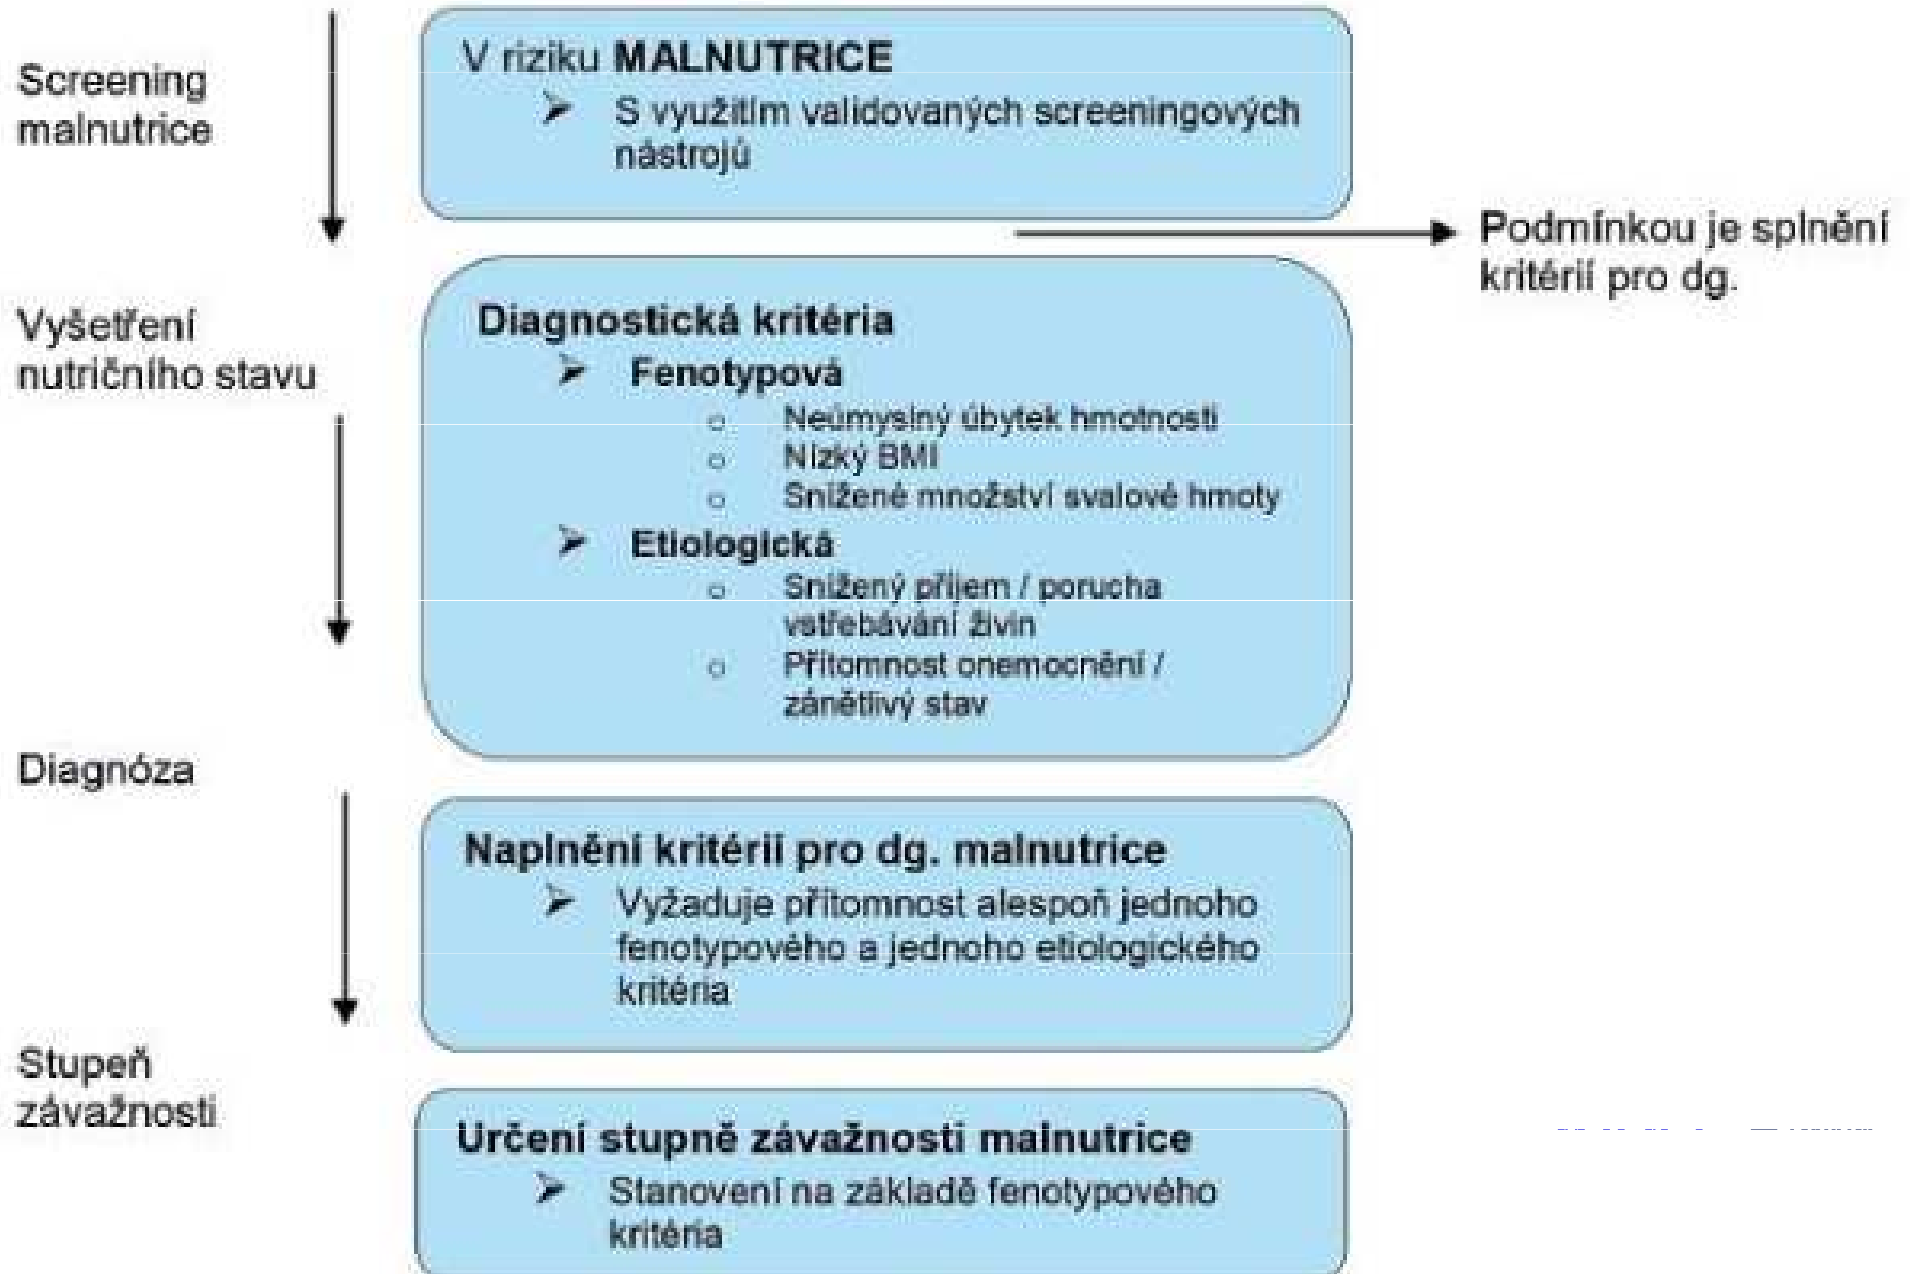 Screening
malnutrice
V riziku MALNUTRICE
S využitím validovaných screeningových
nástrojů
Podmínkou je splnění
kritérií pro dg.
Vyšetření
nutričního stavu
Diagnostická kritéria
Fenotypová
Neúmyslný úbytek hmotnosti
Nízký BMI
Snížené množství svalové hmoty
Etiologická
Snížený příjem / porucha
vstřebávání živin
Přítomnost onemocnění /
zánětlivý stav
Diagnóza
Naplnění kritérií pro dg. malnutrice
Vyžaduje přítomnost alespoň jednoho
fenotypového a jednoho etiologického
kritéria
Stupeň
závažnosti
Určení stupně závažnosti malnutrice
Stanovení na základě fenotypového
kritéria